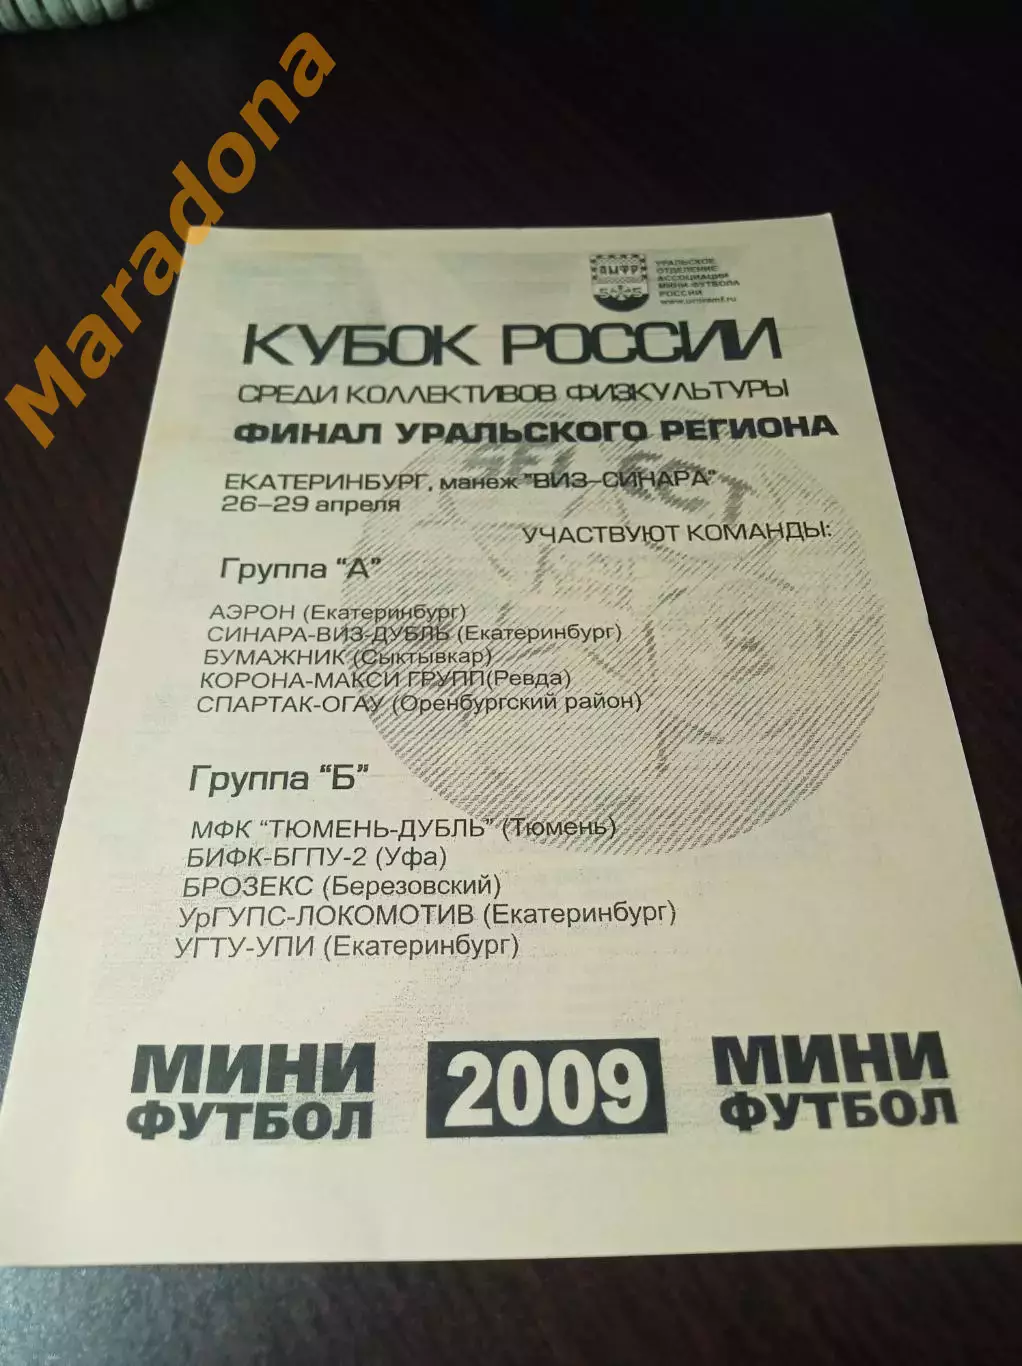 Maradona
АМФР
УРАЛЬСКОЕ
ОТДЕЛЕНИЕ
АССОЦИАЦИИ
МИНИ-ФУТБОЛА
РОССИИ
КУБОК РОССИИ
СРЕДИ КОЛЛЕКТИВОВ ФИЗКУЛЬТУРЫ
ФИНАЛ УРАЛЬСКОГО РЕГИОНА
SELECT
ЕКАТЕРИНБУРГ, манеж "ВИЗ-СИНАРА"
26-29 апреля
УЧАСТВУЮТ КОМАНДЫ:
Группа "А"
АЭРОН (Екатеринбург)
СИНАРА-ВИЗ-ДУБЛЬ (Екатеринбург)
БУМАЖНИК (Сыктывкар)
КОРОНА-МАКСИ ГРУПП(Ревда)
СПАРТАК-ОГАУ (Оренбургский район)
Группа "Б"
МФК "ТЮМЕНЬ-ДУБЛЬ" (Тюмень)
БИФК-БГПУ-2 (Уфа)
БРОЗЕКС (Березовский)
УрГУПС-ЛОКОМОТИВ (Екатеринбург)
УГТУ-УПИ (Екатеринбург)
МИНИ
ФУТБОЛ
2009
МИНИ
ФУТБОЛ